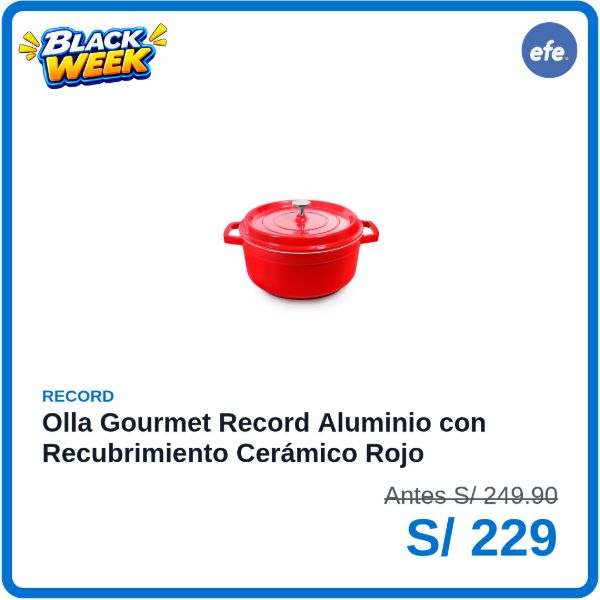 BLACK
WEEK
efe.
RECORD
Olla Gourmet Record Aluminio con
Recubrimiento Cerámico Rojo
Antes S/ 249.90
S/ 229